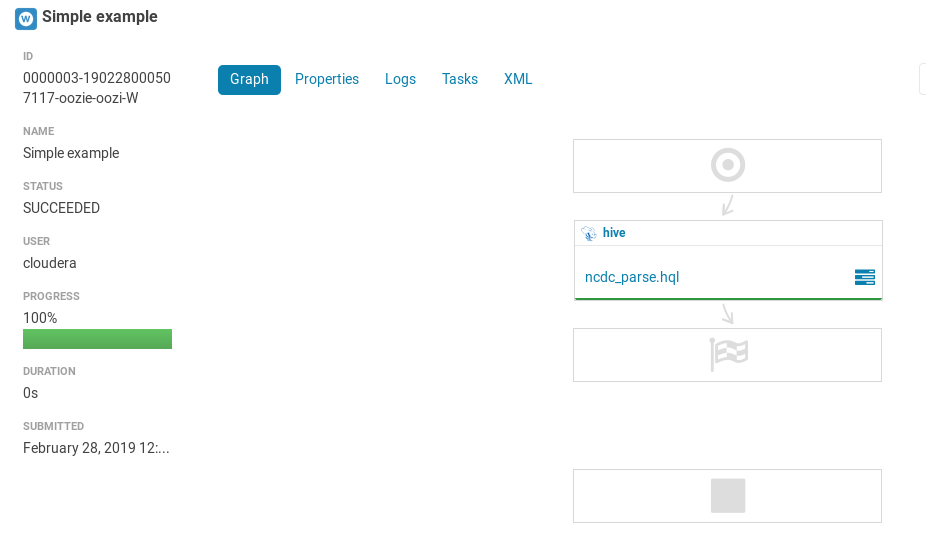 Simple example
ID
0000003-19022800050
7117-oozie-oozi-W
NAME
Simple example
STATUS
SUCCEEDED
USER
cloudera
PROGRESS
100%
DURATION
0s
SUBMITTED
February 28, 2019 12:...
Graph Properties Logs Tasks XML
hive
ncdc_parse.hql